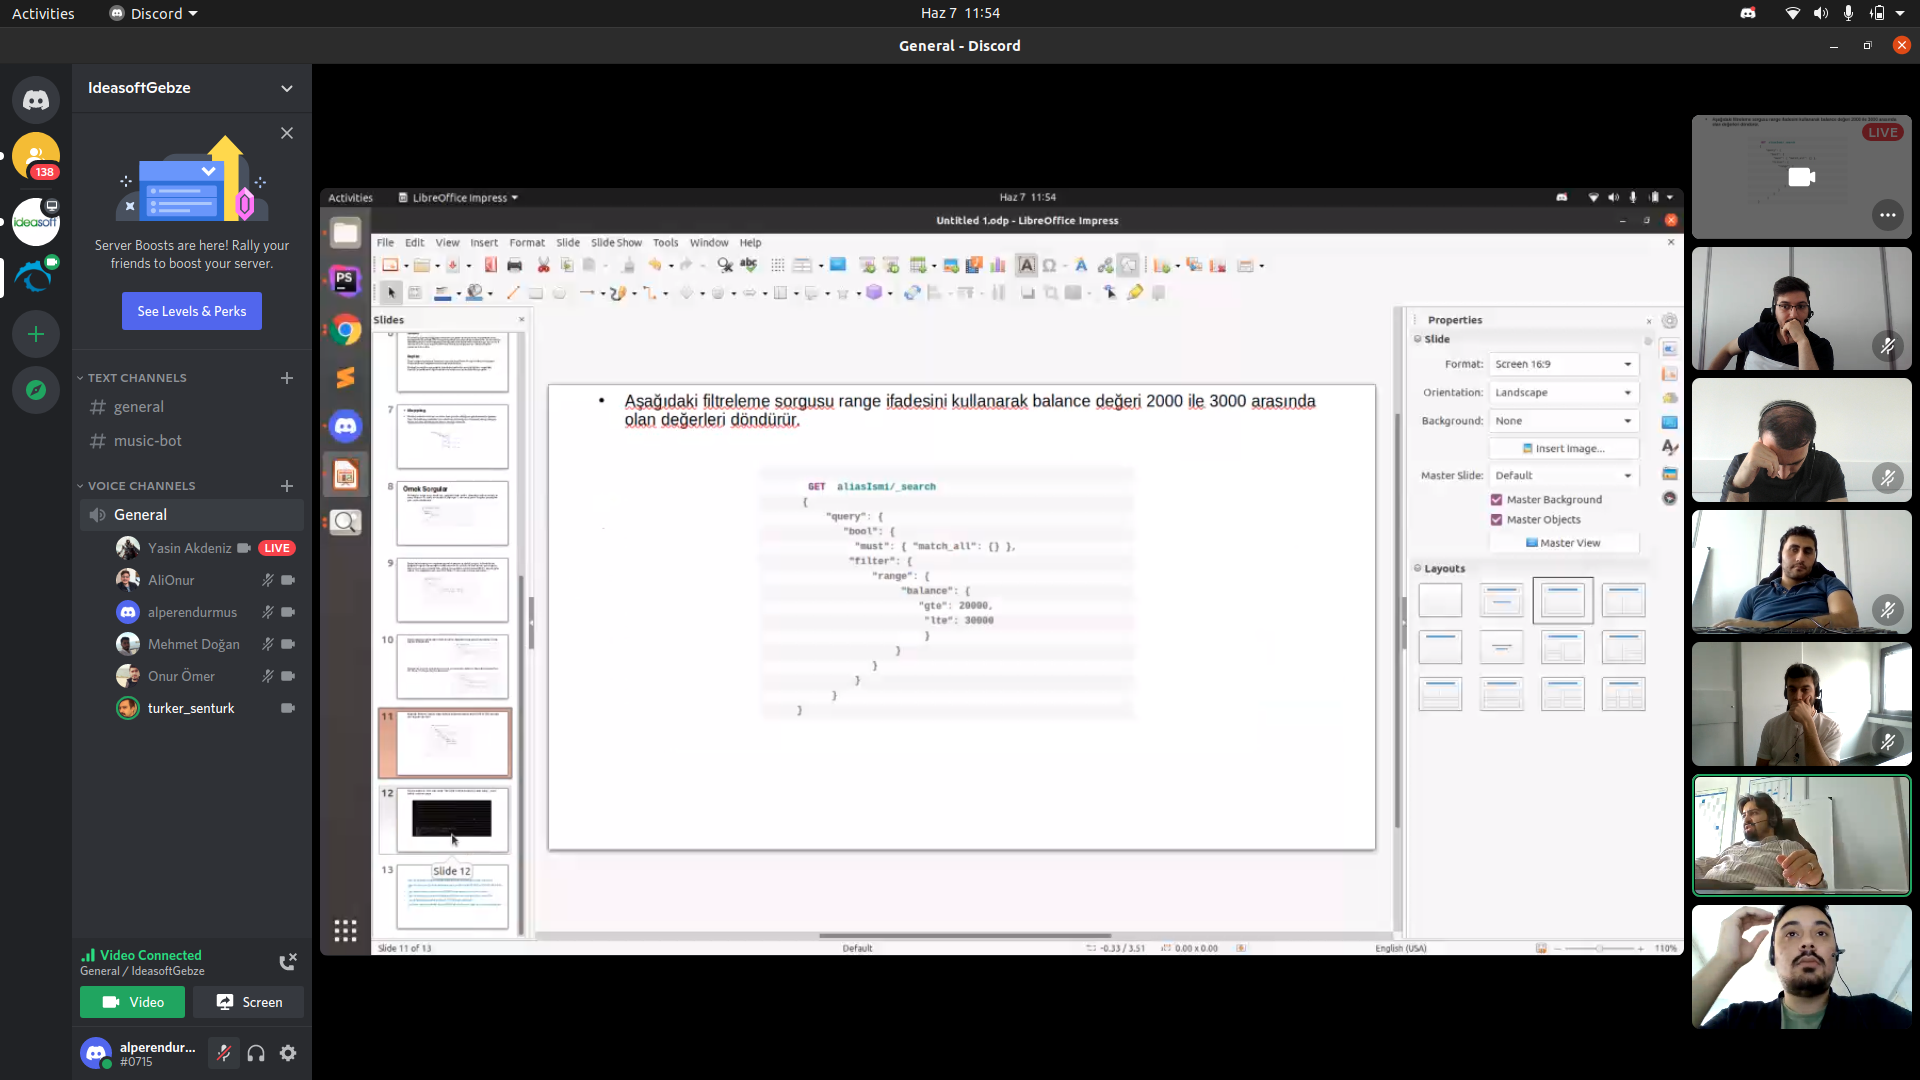 Activities
Discord
Haz 7 11:54
General - Discord
IdeasoftGebze
138
ideasoft
Server Boosts are here! Rally your
friends to boost your server.
See Levels & Perks
TEXT CHANNELS
general
music-bot
VOICE CHANNELS
General
Yasin Akdeniz LIVE
AliOnur
alperendurmus
Mehmet Doğan
Onur Ömer
turker_senturk
Video Connected
General / IdeasoftGebze
Video
Screen
alperendur...
#0715
Activities
LibreOffice Impress
Haz 7 11:54
Untitled 1.odp - LibreOffice Impress
File Edit View Insert Format Slide Slide Show Tools Window Help
PS
Slides
7
8
Örnek Sorgular
9
10
11
12
Slide 12
13
• Aşağıdaki filtreleme sorgusu range ifadesini kullanarak balance değeri 2000 ile 3000 arasında
olan değerleri döndürür.
GET aliasIsmi/_search
{
"query": {
"bool": {
"must": { "match_all": {} },
"filter": {
"range": {
"balance": {
"gte": 20000,
"lte": 30000
}
}
}
}
}
}
Properties
Slide
Format: Screen 16:9
Orientation: Landscape
Background: None
Insert Image...
Master Slide: Default
Master Background
Master Objects
Master View
Layouts
Slide 11 of 13
Default
-0.33 / 3.51
0.00 x 0.00
English (USA)
110%
LIVE